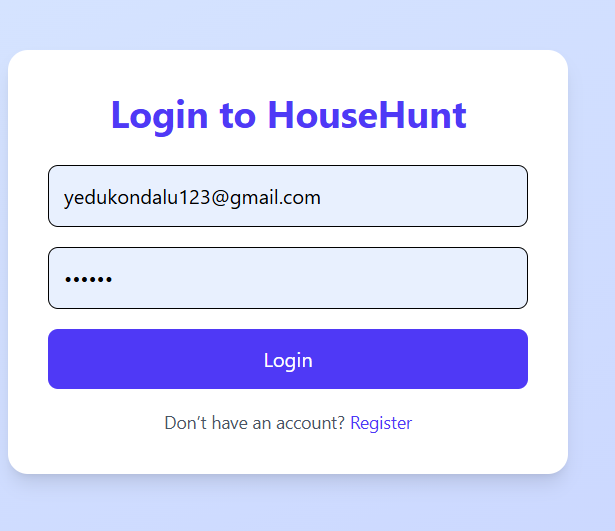 Login to HouseHunt
yedukondalu123@gmail.com
••••••
Login
Don't have an account? Register